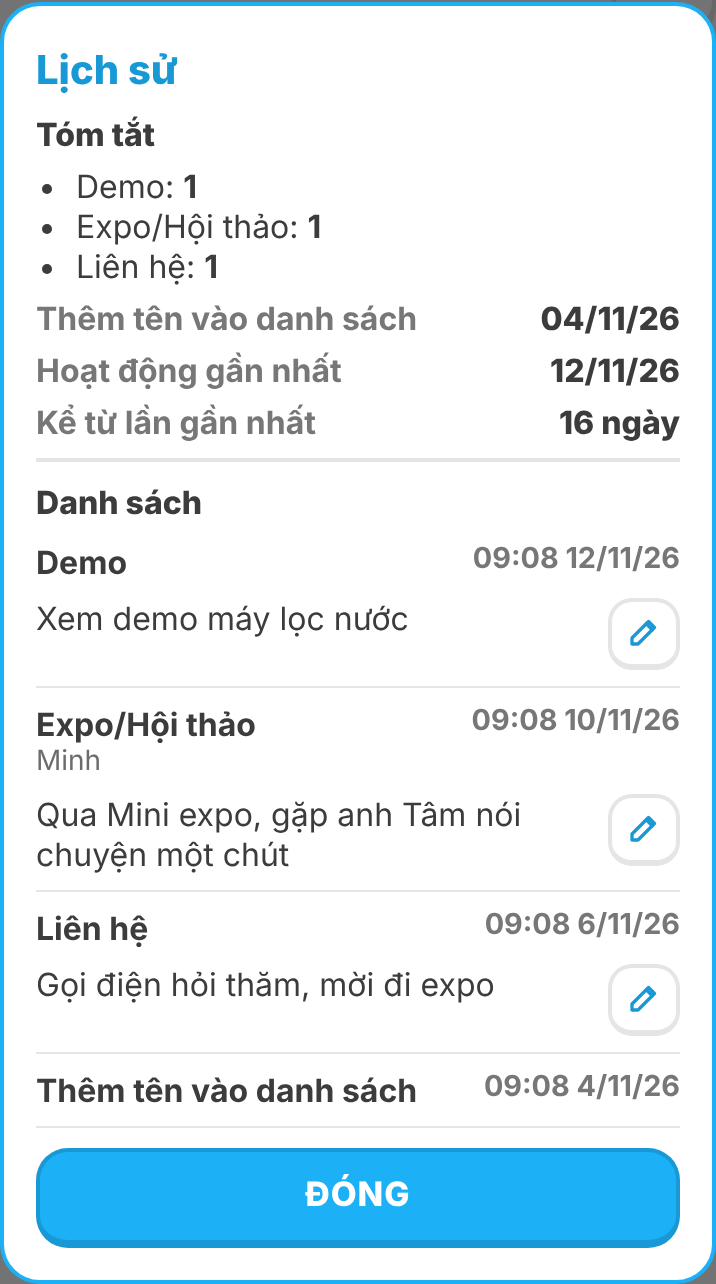 Lịch sử
Tóm tắt
• Demo: 1
• Expo/Hội thảo: 1
• Liên hệ: 1
Thêm tên vào danh sách 04/11/26
Hoạt động gần nhất 12/11/26
Kể từ lần gần nhất 16 ngày
Danh sách
Demo 09:08 12/11/26
Xem demo máy lọc nước
Expo/Hội thảo 09:08 10/11/26
Minh
Qua Mini expo, gặp anh Tâm nói
chuyện một chút
Liên hệ 09:08 6/11/26
Gọi điện hỏi thăm, mời đi expo
Thêm tên vào danh sách 09:08 4/11/26
ĐÓNG